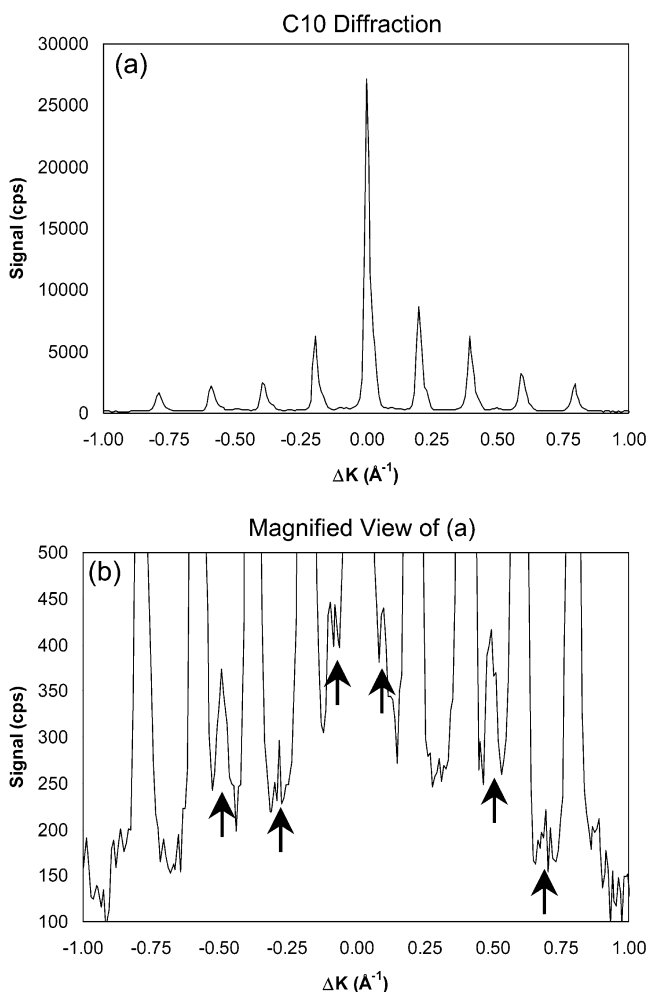 C10 Diffraction
(a)
30000
25000
20000
15000
10000
5000
0
Signal (cps)
-1.00 -0.75 -0.50 -0.25 0.00 0.25 0.50 0.75 1.00
ΔK (Å⁻¹)
Magnified View of (a)
(b)
500
450
400
350
300
250
200
150
100
Signal (cps)
-1.00 -0.75 -0.50 -0.25 0.00 0.25 0.50 0.75 1.00
ΔK (Å⁻¹)